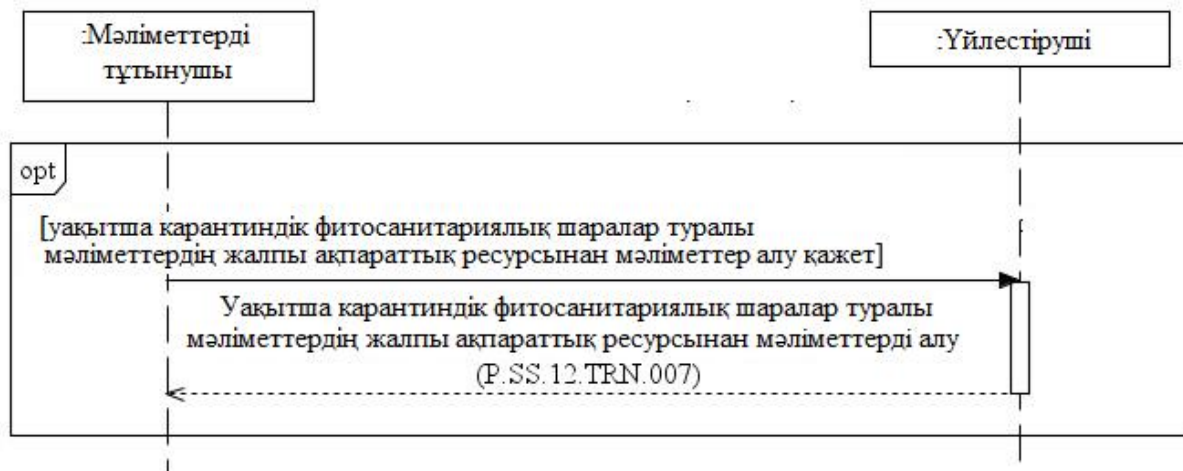 :Мәліметтерді
тұтынушы
:Үйлестіруші
opt
[уақытша карантиндік фитосанитариялық шаралар туралы
мәліметтердің жалпы ақпараттық ресурсынан мәліметтер алу қажет]
Уақытша карантиндік фитосанитариялық шаралар туралы
мәліметтердің жалпы ақпараттық ресурсынан мәліметтерді алу
(P.SS.12.TRN.007)